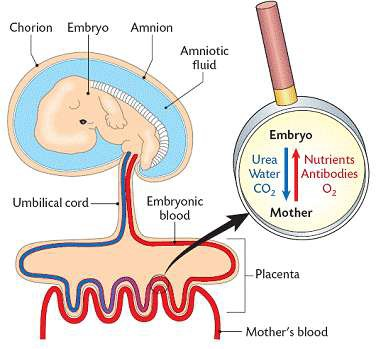 Chorion
Embryo
Amnion
Amniotic
fluid
Embryo
Urea
Water
CO₂
Nutrients
Antibodies
O₂
Mother
Umbilical cord
Embryonic
blood
Placenta
Mother's blood